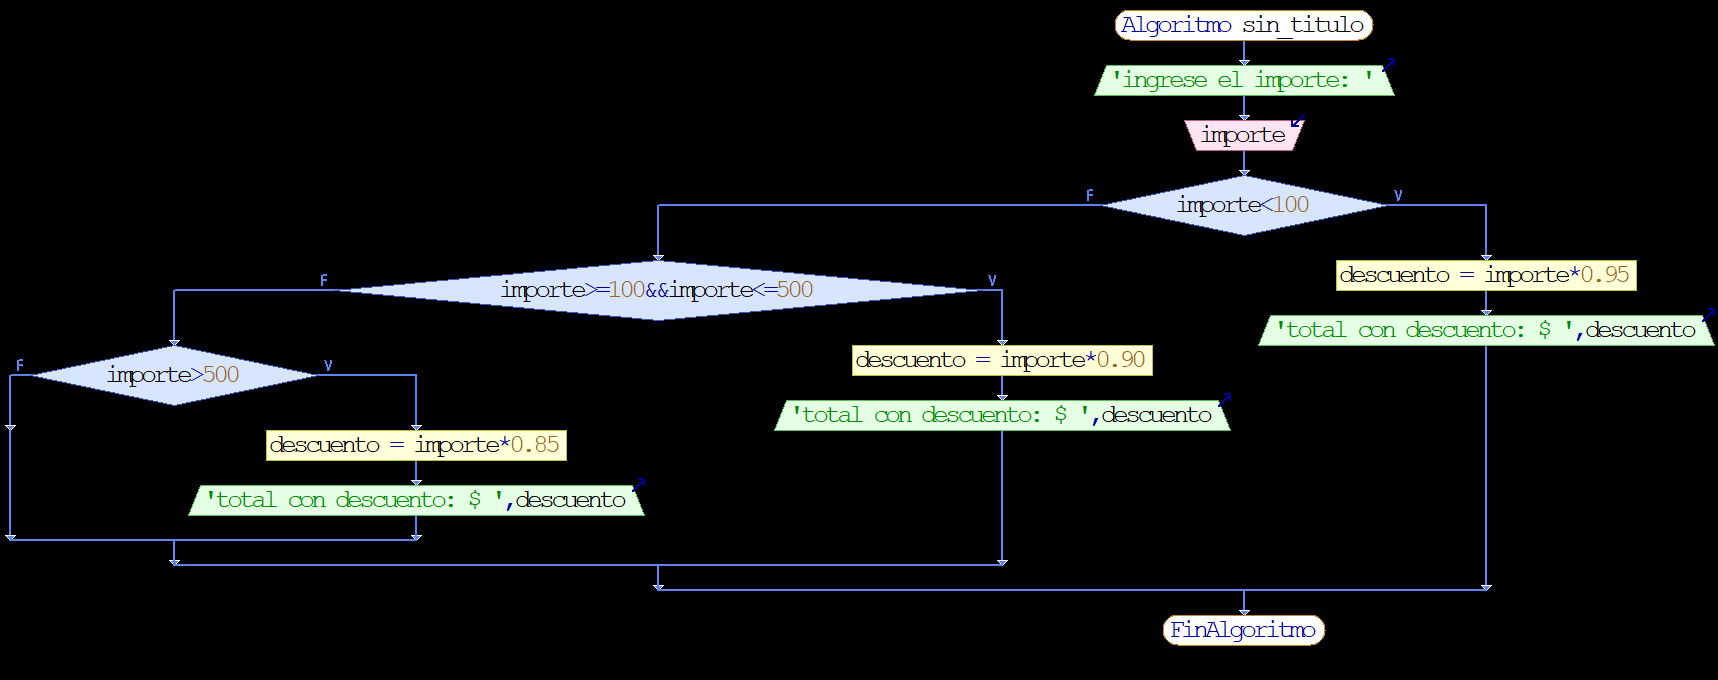 Algoritmo sin_titulo
'ingrese el importe: '
importe
F
V
importe<100
descuento = importe*0.95
'total con descuento: $ ',descuento
F
V
importe>=100&&importe<=500
descuento = importe*0.90
'total con descuento: $ ',descuento
F
V
importe>500
descuento = importe*0.85
'total con descuento: $ ',descuento
FinAlgoritmo